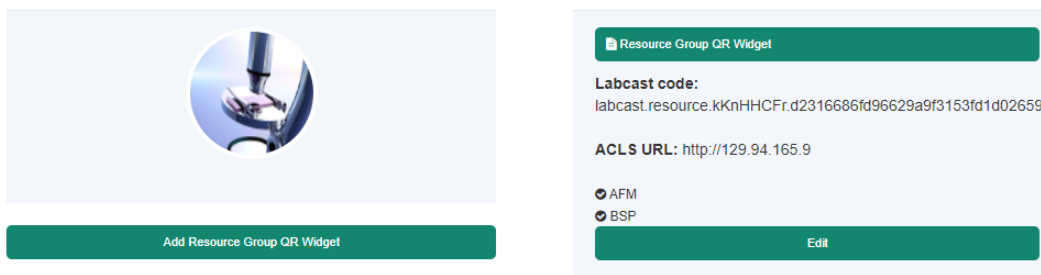 Add Resource Group QR Widget
Resource Group QR Widget
Labcast code:
labcast.resource.kKnHHCFr.d2316686fd96629a9f3153fd1d02659
ACLS URL: http://129.94.165.9
AFM
BSP
Edit